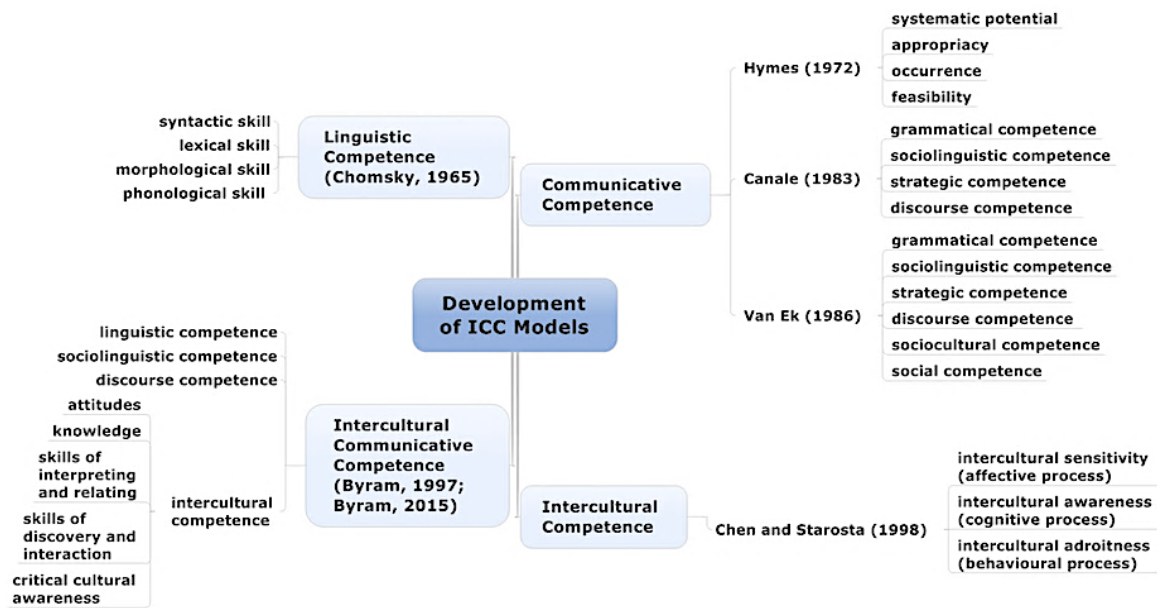 Development
of ICC Models
Linguistic
Competence
(Chomsky, 1965)
syntactic skill
lexical skill
morphological skill
phonological skill
Communicative
Competence
Hymes (1972)
systematic potential
appropriacy
occurrence
feasibility
Canale (1983)
grammatical competence
sociolinguistic competence
strategic competence
discourse competence
Van Ek (1986)
grammatical competence
sociolinguistic competence
strategic competence
discourse competence
sociocultural competence
social competence
Intercultural
Communicative
Competence
(Byram, 1997;
Byram, 2015)
linguistic competence
sociolinguistic competence
discourse competence
intercultural
competence
attitudes
knowledge
skills of
interpreting
and relating
skills of
discovery and
interaction
critical cultural
awareness
Intercultural
Competence
Chen and Starosta (1998)
intercultural sensitivity
(affective process)
intercultural awareness
(cognitive process)
intercultural adroitness
(behavioural process)